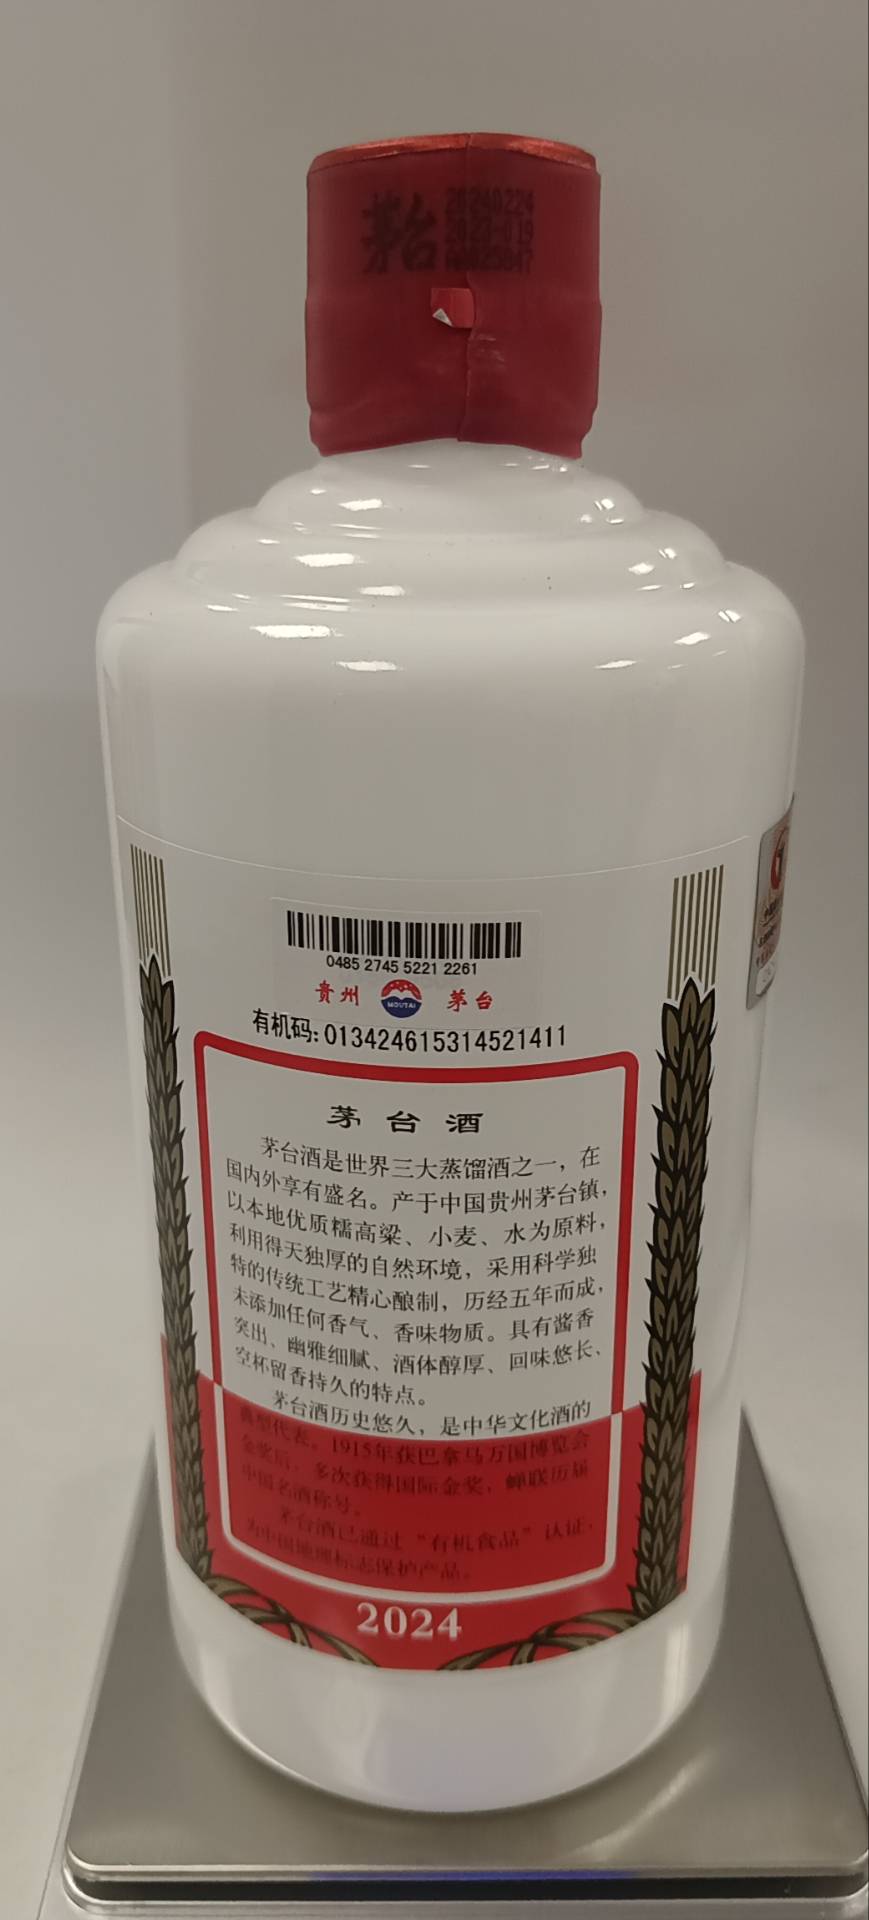 茅台
20240224
2023-019
0485 2745 5221 2261
贵州 MOUTAI 茅台
有机码:013424615314521411
茅台酒
茅台酒是世界三大蒸馏酒之一，在
国内外享有盛名。产于中国贵州茅台镇，
以本地优质糯高粱、小麦、水为原料，
利用得天独厚的自然环境，采用科学独
特的传统工艺精心酿制，历经五年而成，
未添加任何香气、香味物质。具有酱香
突出、幽雅细腻、酒体醇厚、回味悠长、
空杯留香持久的特点。
茅台酒历史悠久，是中华文化酒的
典型代表。1915年获巴拿马万国博览会
金奖后，多次获得国际金奖，蝉联历届
中国名酒称号。
茅台酒已通过“有机食品”认证，
为中国地理标志保护产品。
2024